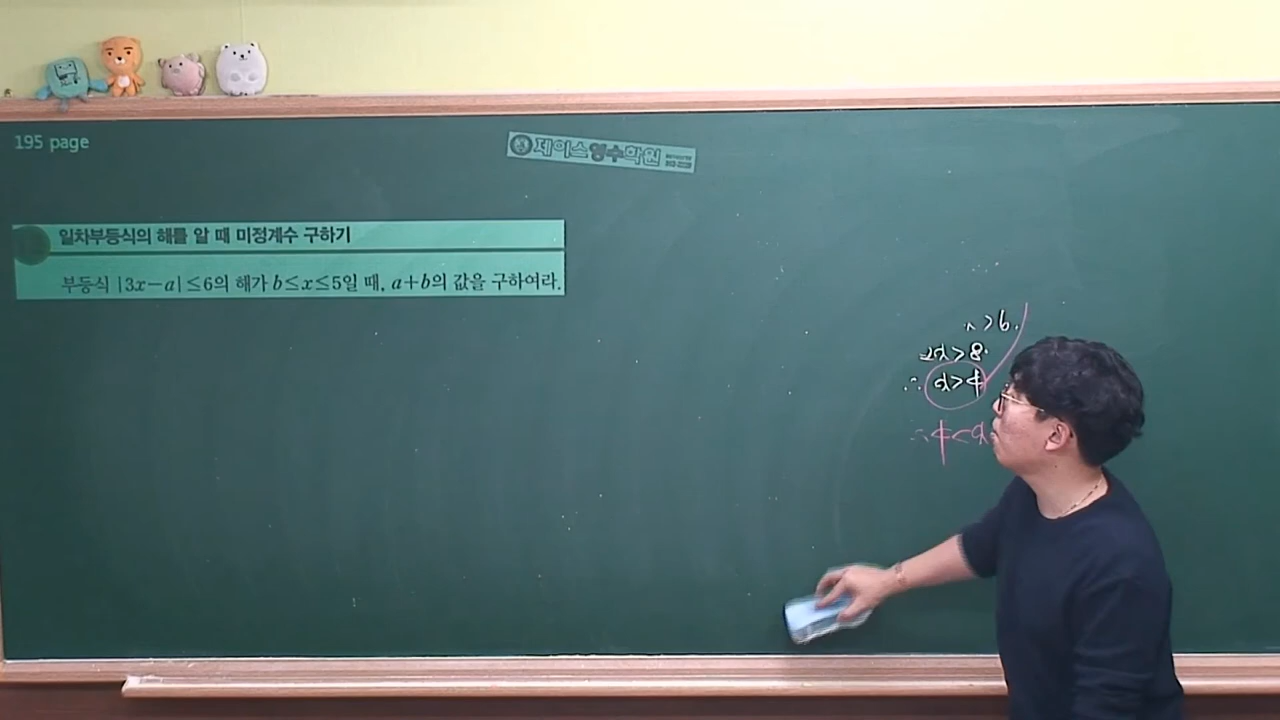 195 page
제이스영수학원
일차부등식의 해를 알 때 미정계수 구하기
부등식 |3x−a|≤6의 해가 b≤x≤5일 때, a+b의 값을 구하여라.
>6.
>8.
∴ >4
∴ 4<